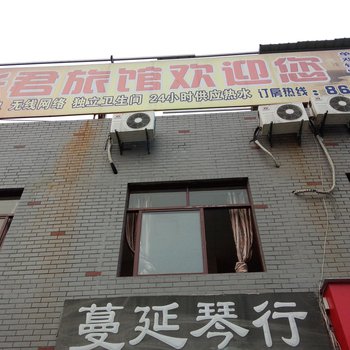 君旅馆欢迎您
无线网络 独立卫生间 24小时供应热水 订房热线：86
蔓延琴行